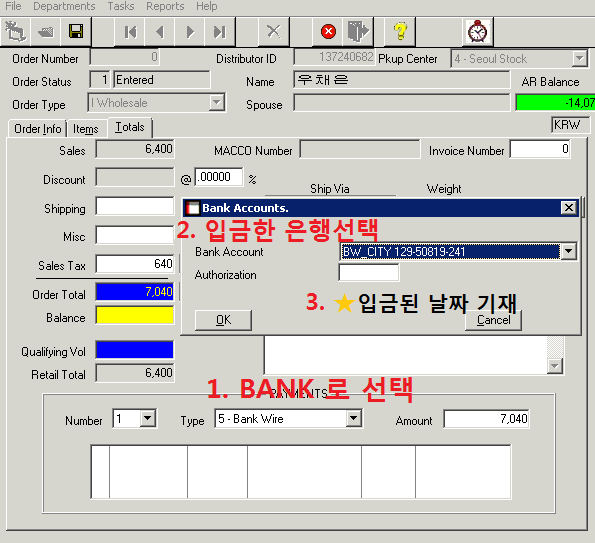 File Departments Tasks Reports Help
Order Number 0 Distributor ID 137240682 Pkup Center 4 - Seoul Stock
Order Status 1 Entered Name 우채은 AR Balance
Order Type I Wholesale Spouse -14,07
Order Info Items Totals KRW
Sales 6,400 MACCO Number Invoice Number 0
Discount @ .00000 %
Ship Via Weight
Shipping
Bank Accounts.
Misc
2. 입금한 은행선택
Bank Account BW_CITY 129-50819-241
Sales Tax 640
Authorization
Order Total 7,040
3. ★입금된 날짜 기재
Balance
OK Cancel
Qualifying Vol
Retail Total 6,400
1. BANK 로 선택
PAYMENTS
Number 1 Type 5 - Bank Wire Amount 7,040